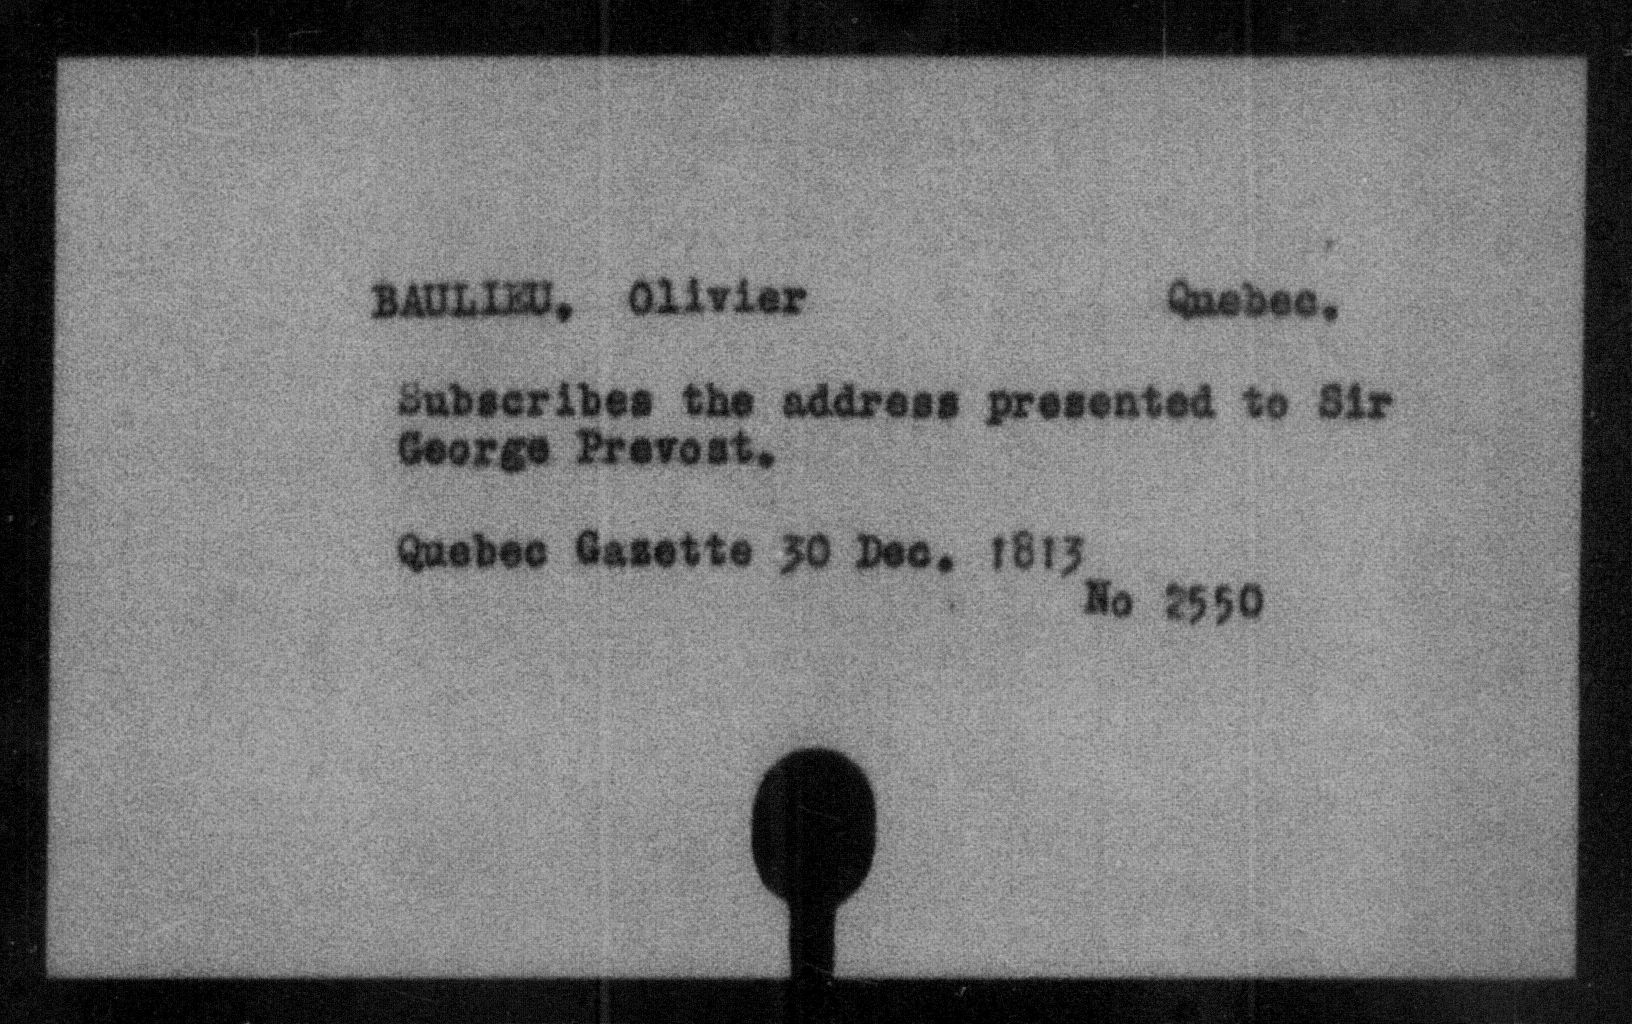 BAULIEU, Olivier Quebec.
Subscribes the address presented to Sir
George Prevost.
Quebec Gazette 30 Dec. 1813
No 2550